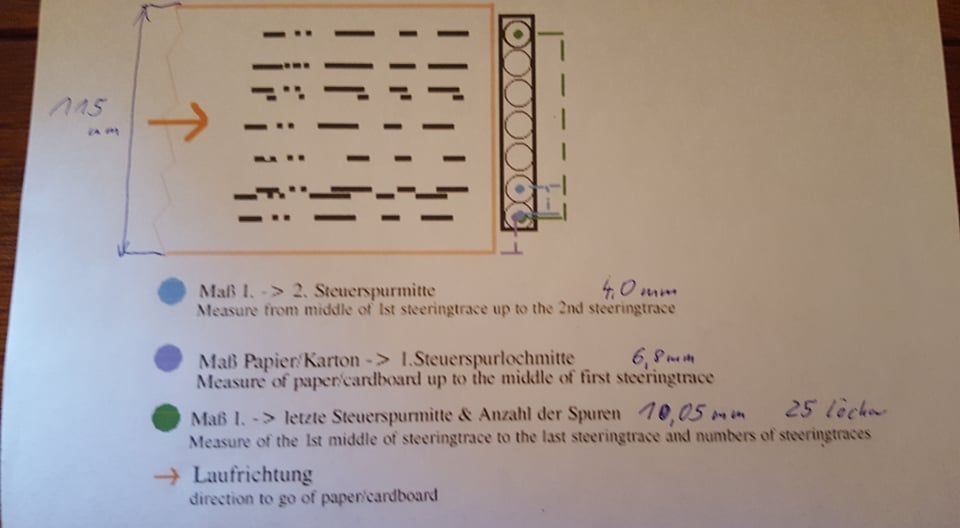 115
mm
Maß 1. -> 2. Steuerspurmitte 4,0 mm
Measure from middle of 1st steeringtrace up to the 2nd steeringtrace
Maß Papier/Karton -> 1.Steuerspurlochmitte 6,8 mm
Measure of paper/cardboard up to the middle of first steeringtrace
Maß 1. -> letzte Steuerspurmitte & Anzahl der Spuren 10,05 mm 25 löcher
Measure of the 1st middle of steeringtrace to the last steeringtrace and numbers of steeringtraces
Laufrichtung
direction to go of paper/cardboard